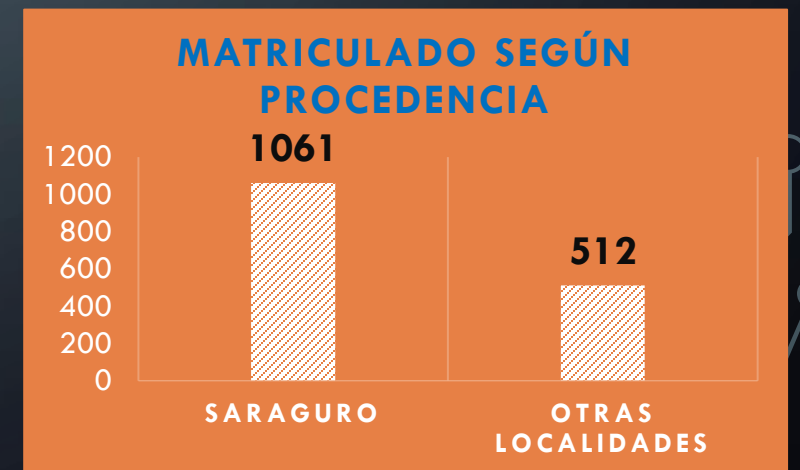 MATRICULADO SEGÚN
PROCEDENCIA
1061
512
1200
1000
800
600
400
200
0
SARAGURO
OTRAS
LOCALIDADES